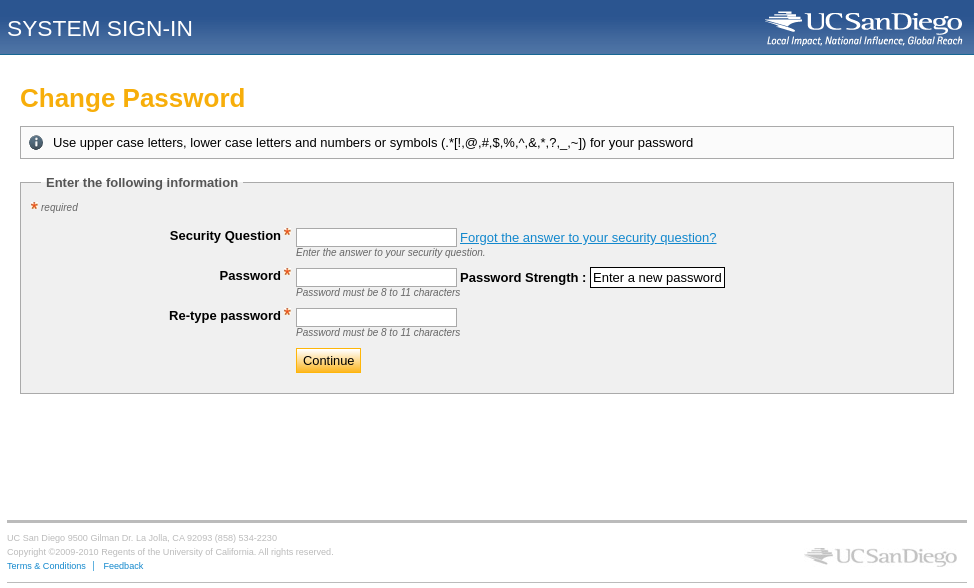 SYSTEM SIGN-IN
UCSanDiego
Local Impact, National Influence, Global Reach
Change Password
Use upper case letters, lower case letters and numbers or symbols (.*[!,@,#,$,%,^,&,*,?,_,~]) for your password
Enter the following information
* required
Security Question * Forgot the answer to your security question?
Enter the answer to your security question.
Password * Password Strength : Enter a new password
Password must be 8 to 11 characters
Re-type password *
Password must be 8 to 11 characters
Continue
UC San Diego 9500 Gilman Dr. La Jolla, CA 92093 (858) 534-2230
Copyright ©2009-2010 Regents of the University of California. All rights reserved.
Terms & Conditions | Feedback
UCSanDiego